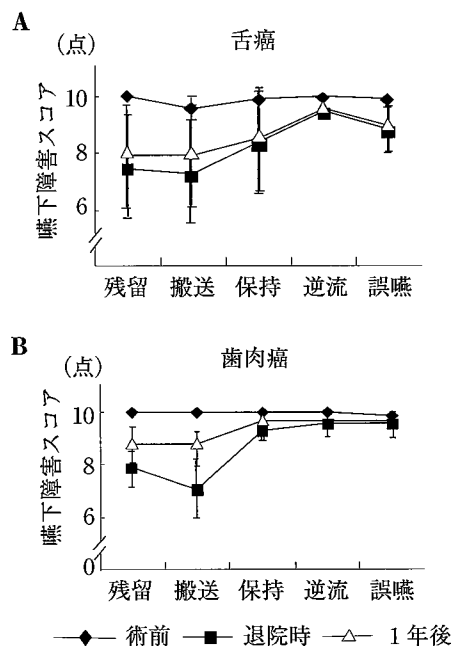 A
(点) 舌癌
10
8
6
嚥下障害スコア
残留 搬送 保持 逆流 誤嚥
B
(点) 歯肉癌
10
8
6
0
嚥下障害スコア
残留 搬送 保持 逆流 誤嚥
術前 退院時 1年後